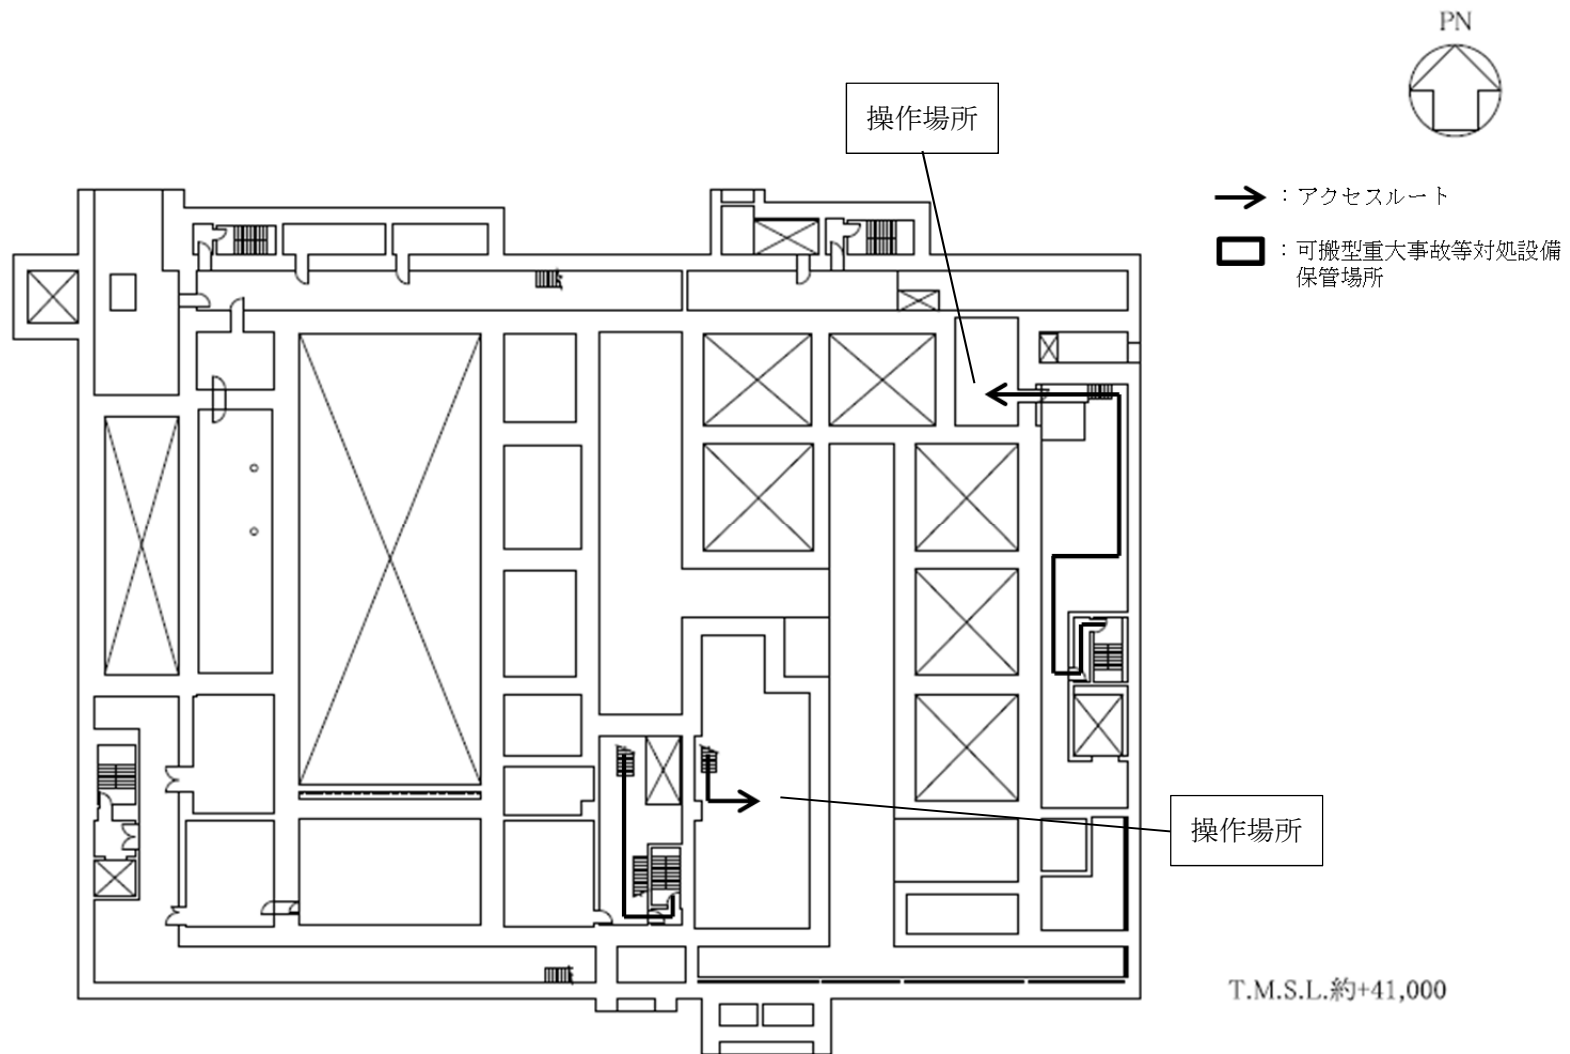 PN
操作場所
：アクセスルート
：可搬型重大事故等対処設備
保管場所
操作場所
T.M.S.L.約+41,000